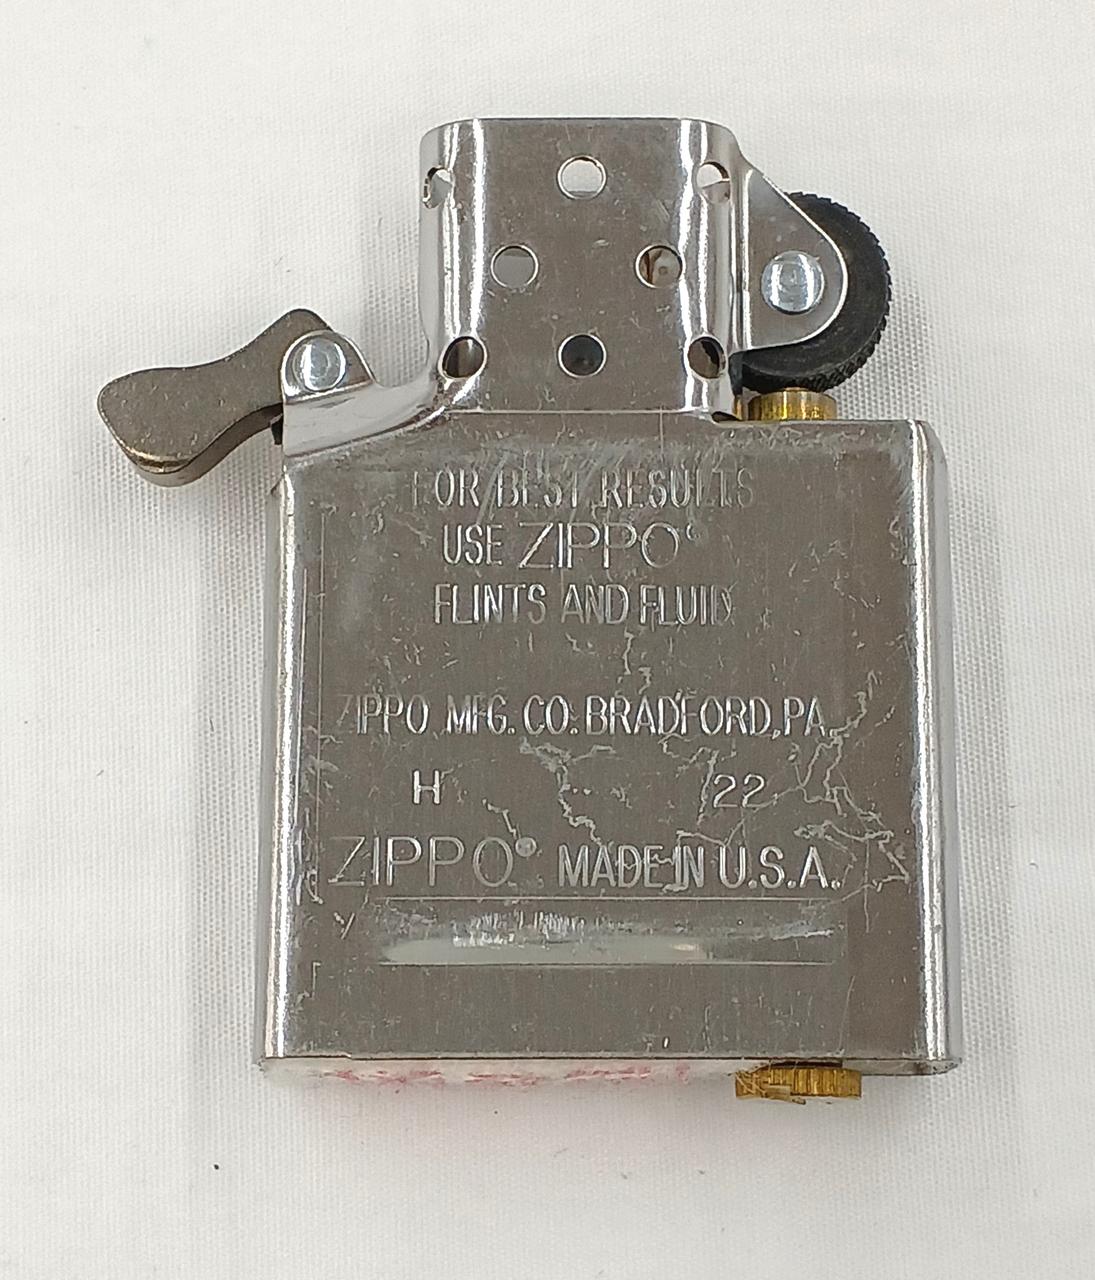 FOR BEST RESULTS
USE ZIPPO®
FLINTS AND FLUID
ZIPPO MFG. CO. BRADFORD, PA.
H 22
ZIPPO® MADE IN U.S.A.